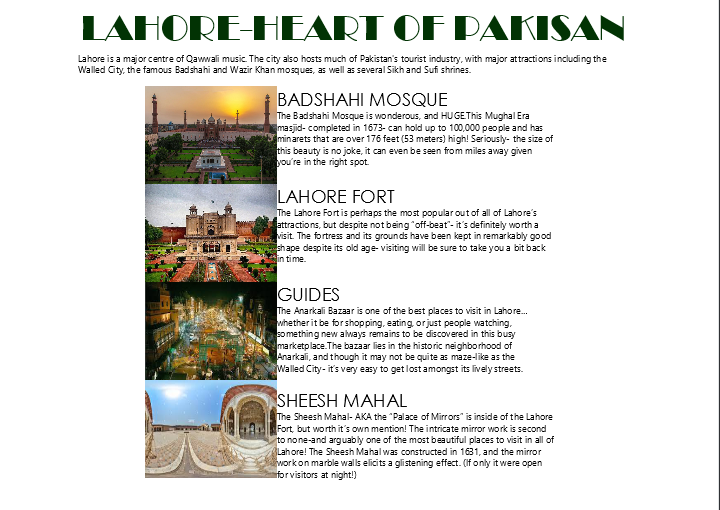 LAHORE-HEART OF PAKISAN
Lahore is a major centre of Qawwali music. The city also hosts much of Pakistan's tourist industry, with major attractions including the
Walled City, the famous Badshahi and Wazir Khan mosques, as well as several Sikh and Sufi shrines.
BADSHAHI MOSQUE
The Badshahi Mosque is wonderous, and HUGE.This Mughal Era
masjid- completed in 1673- can hold up to 100,000 people and has
minarets that are over 176 feet (53 meters) high! Seriously- the size of
this beauty is no joke, it can even be seen from miles away given
you're in the right spot.
LAHORE FORT
The Lahore Fort is perhaps the most popular out of all of Lahore's
attractions, but despite not being "off-beat"- it's definitely worth a
visit. The fortress and its grounds have been kept in remarkably good
shape despite its old age- visiting will be sure to take you a bit back
in time.
GUIDES
The Anarkali Bazaar is one of the best places to visit in Lahore...
whether it be for shopping, eating, or just people watching,
something new always remains to be discovered in this busy
marketplace.The bazaar lies in the historic neighborhood of
Anarkali, and though it may not be quite as maze-like as the
Walled City- it's very easy to get lost amongst its lively streets.
SHEESH MAHAL
The Sheesh Mahal- AKA the "Palace of Mirrors" is inside of the Lahore
Fort, but worth it's own mention! The intricate mirror work is second
to none-and arguably one of the most beautiful places to visit in all of
Lahore! The Sheesh Mahal was constructed in 1631, and the mirror
work on marble walls elicits a glistening effect. (If only it were open
for visitors at night!)